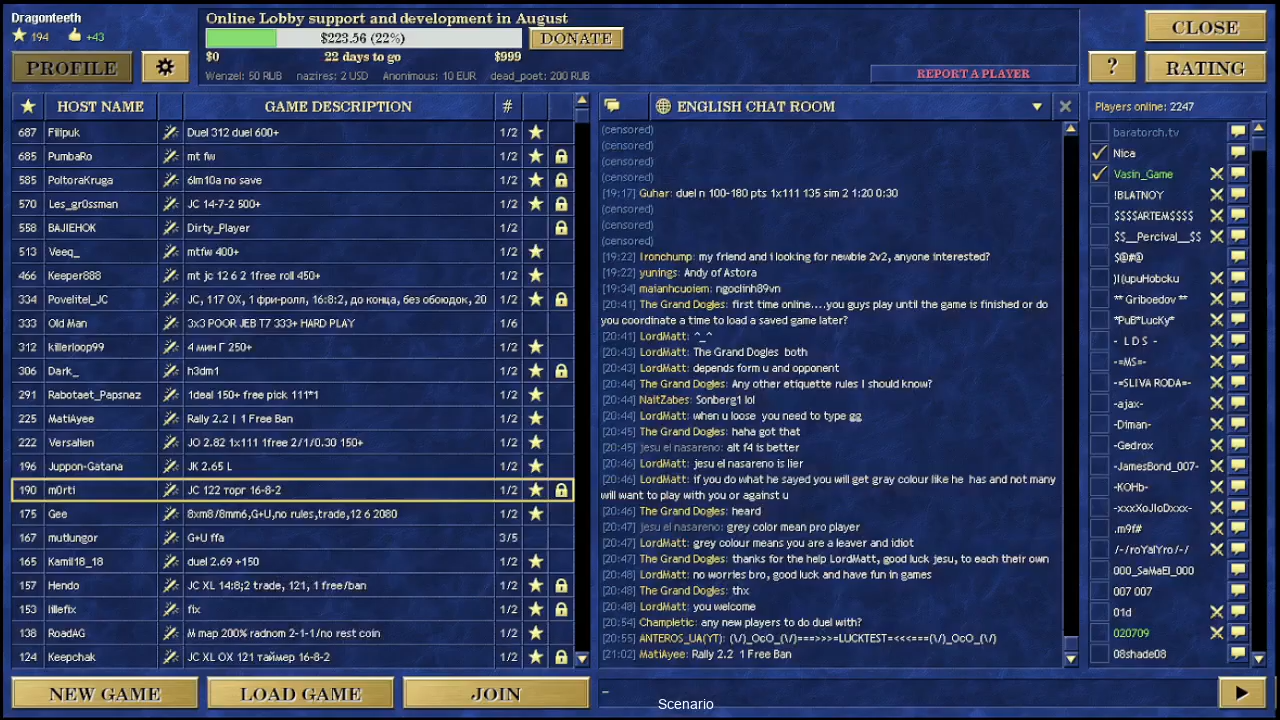 Dragonteeth
194 +43
PROFILE
Online Lobby support and development in August
$223.56 (22%)
DONATE
$0 22 days to go $999
Wenzel: 50 RUB nazires: 2 USD Anonimous: 10 EUR dead_poet: 200 RUB
REPORT A PLAYER
CLOSE
?
RATING
HOST NAME GAME DESCRIPTION #
687 Filipuk Duel 312 duel 600+ 1/2
685 PumbaRo mt fw 1/2
585 PoltoraKruga 6lm10a no save 1/2
570 Les_gr0ssman JC 14-7-2 500+ 1/2
558 BAJIEHOK Dirty_Player 1/2
513 Veeq_ mtfw 400+ 1/2
466 Keeper888 mt jc 12 6 2 1free roll 450+ 1/2
334 Povelitel_JC JC, 117 OX, 1 фри-ролл, 16:8:2, до конца, без обоюдок, 20 1/2
333 Old Man 3x3 POOR JEB T7 333+ HARD PLAY 1/6
312 killerloop99 4 мин Г 250+ 1/2
306 Dark_ h3dm1 1/2
291 Rabotaet_Papsnaz 1deal 150+ free pick 111*1 1/2
225 MatiAyee Rally 2.2 | 1 Free Ban 1/2
222 Versalien JO 2.82 1x111 1free 2/1/0.30 150+ 1/2
196 Juppon-Gatana JK 2.65 L 1/2
190 m0rti JC 122 торг 16-8-2 1/2
175 Gee 8xm8/8mm6,G+U,no rules,trade,12 6 2080 1/2
167 mutlungor G+U ffa 3/5
165 Kamil18_18 duel 2.69 +150 1/2
157 Hendo JC XL 14:8;2 trade, 121, 1 free/ban 1/2
153 lillefix fix 1/2
138 RoadAG M map 200% radnom 2-1-1/no rest coin 1/2
124 Keepchak JC XL OX 121 таймер 16-8-2 1/2
NEW GAME
LOAD GAME
JOIN
ENGLISH CHAT ROOM
(censored)
(censored)
(censored)
(censored)
[19:17] Guhar: duel n 100-180 pts 1x111 135 sim 2 1:20 0:30
(censored)
(censored)
(censored)
[19:22] Ironchump: my friend and i looking for newbie 2v2, anyone interested?
[19:22] yunings: Andy of Astora
[19:34] maianhcuoiem: ngoclinh89vn
[20:41] The Grand Dogles: first time online....you guys play until the game is finished or do
you coordinate a time to load a saved game later?
[20:41] LordMatt: ^_^
[20:43] LordMatt: The Grand Dogles both
[20:43] LordMatt: depends form u and opponent
[20:44] The Grand Dogles: Any other etiquette rules I should know?
[20:44] NaitZabes: Sonberg1 lol
[20:44] LordMatt: when u loose you need to type gg
[20:45] The Grand Dogles: haha got that
[20:45] jesu el nasareno: alt f4 is better
[20:46] LordMatt: jesu el nasareno is lier
[20:46] LordMatt: if you do what he sayed you will get gray colour like he has and not many
will want to play with you or against u
[20:46] The Grand Dogles: heard
[20:47] jesu el nasareno: grey color mean pro player
[20:47] LordMatt: grey colour means you are a leaver and idiot
[20:47] The Grand Dogles: thanks for the help LordMatt, good luck jesu, to each their own
[20:48] LordMatt: no worries bro, good luck and have fun in games
[20:48] The Grand Dogles: thx
[20:48] LordMatt: you welcome
[20:54] Champletic: any new players to do duel with?
[20:55] ANTEROS_UA(YT): (\/)_OcO_(\/)===>>>=LUCKTEST=<<<===(\/)_OcO_(\/)
[21:02] MatiAyee: Rally 2.2 1 Free Ban
Scenario
Players online: 2247
baratorch.tv
Nica
Vasin_Game
!BLATNOY
$$$$ARTEM$$$$
$$__Percival__$$
$@#@
)I(upuHobcku
** Griboedov **
*PuB*LucKy*
- L D S -
-=MS=-
-=SLIVA RODA=-
-ajax-
-Diman-
-Gedrox
-JamesBond_007-
-KOHb-
-xxxXoJIoDxxx-
.m9f#
/-/roYalYro/-/
000_SaMaEl_000
007 007
01d
020709
08shade08